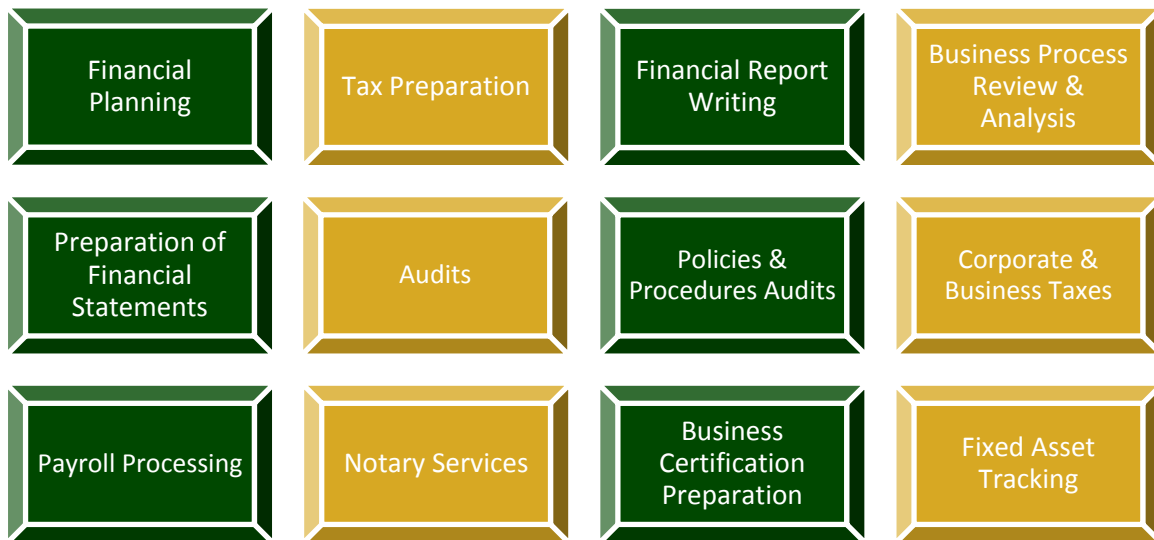 Financial
Planning
Tax Preparation
Financial Report
Writing
Business Process
Review &
Analysis
Preparation of
Financial
Statements
Audits
Policies &
Procedures Audits
Corporate &
Business Taxes
Payroll Processing
Notary Services
Business
Certification
Preparation
Fixed Asset
Tracking